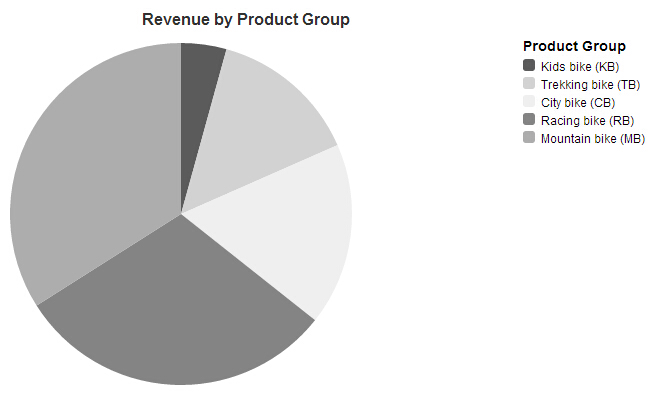 Revenue by Product Group
Product Group
Kids bike (KB)
Trekking bike (TB)
City bike (CB)
Racing bike (RB)
Mountain bike (MB)